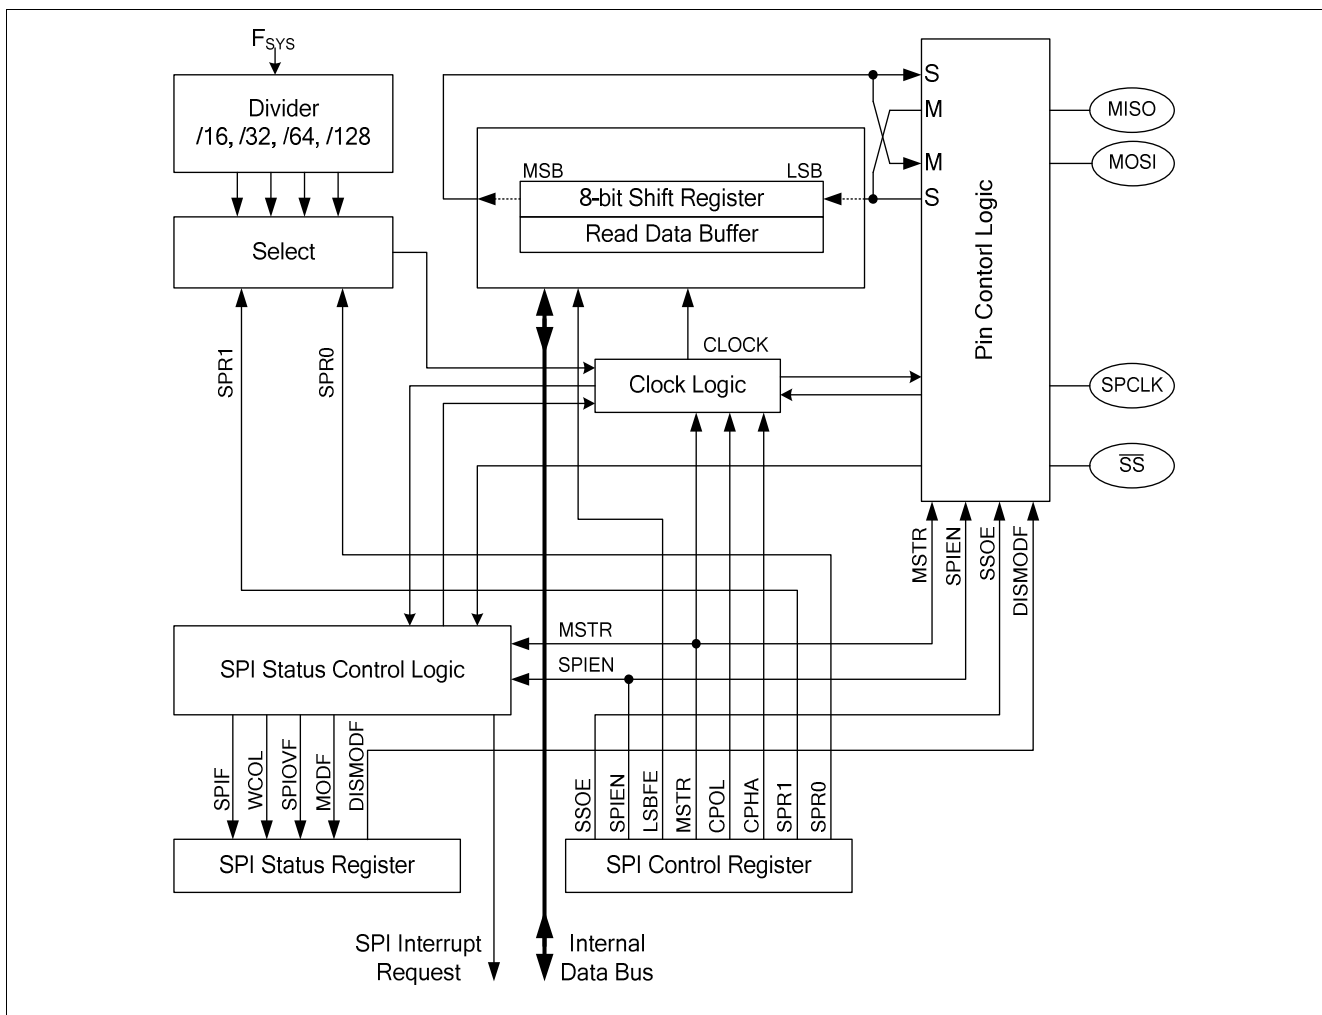 FSYS
Divider
/16, /32, /64, /128
Select
SPR1
SPR0
MSB
LSB
8-bit Shift Register
Read Data Buffer
CLOCK
Clock Logic
S
M
M
S
Pin Contorl Logic
MISO
MOSI
SPCLK
SS
MSTR
SPIEN
SSOE
DISMODF
MSTR
SPIEN
SPI Status Control Logic
SPIF
WCOL
SPIOVF
MODF
DISMODF
SPI Status Register
SSOE
SPIEN
LSBFE
MSTR
CPOL
CPHA
SPR1
SPR0
SPI Control Register
SPI Interrupt
Request
Internal
Data Bus